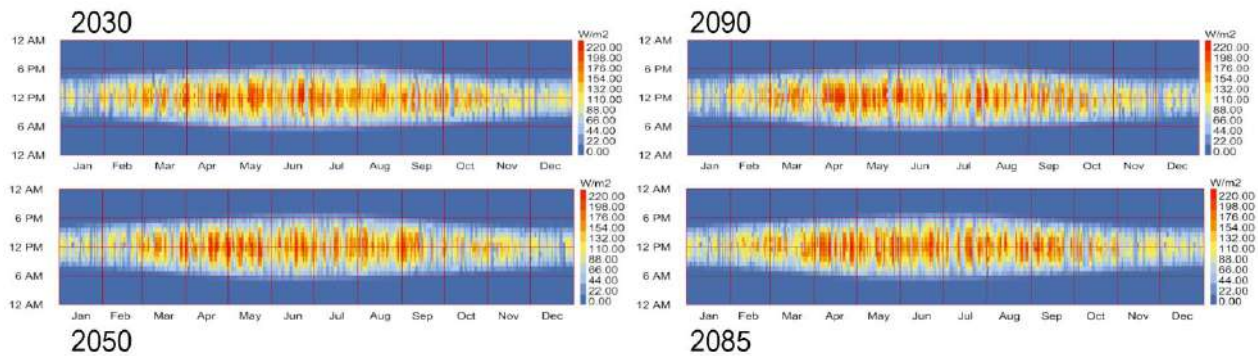 2030
W/m2
12 AM
6 PM
12 PM
6 AM
12 AM
220.00
198.00
176.00
154.00
132.00
110.00
88.00
66.00
44.00
22.00
0.00
Jan Feb Mar Apr May Jun Jul Aug Sep Oct Nov Dec
2090
W/m2
12 AM
6 PM
12 PM
6 AM
12 AM
220.00
198.00
176.00
154.00
132.00
110.00
88.00
66.00
44.00
22.00
0.00
Jan Feb Mar Apr May Jun Jul Aug Sep Oct Nov Dec
W/m2
12 AM
6 PM
12 PM
6 AM
12 AM
220.00
198.00
176.00
154.00
132.00
110.00
88.00
66.00
44.00
22.00
0.00
Jan Feb Mar Apr May Jun Jul Aug Sep Oct Nov Dec
2050
W/m2
12 AM
6 PM
12 PM
6 AM
12 AM
220.00
198.00
176.00
154.00
132.00
110.00
88.00
66.00
44.00
22.00
0.00
Jan Feb Mar Apr May Jun Jul Aug Sep Oct Nov Dec
2085